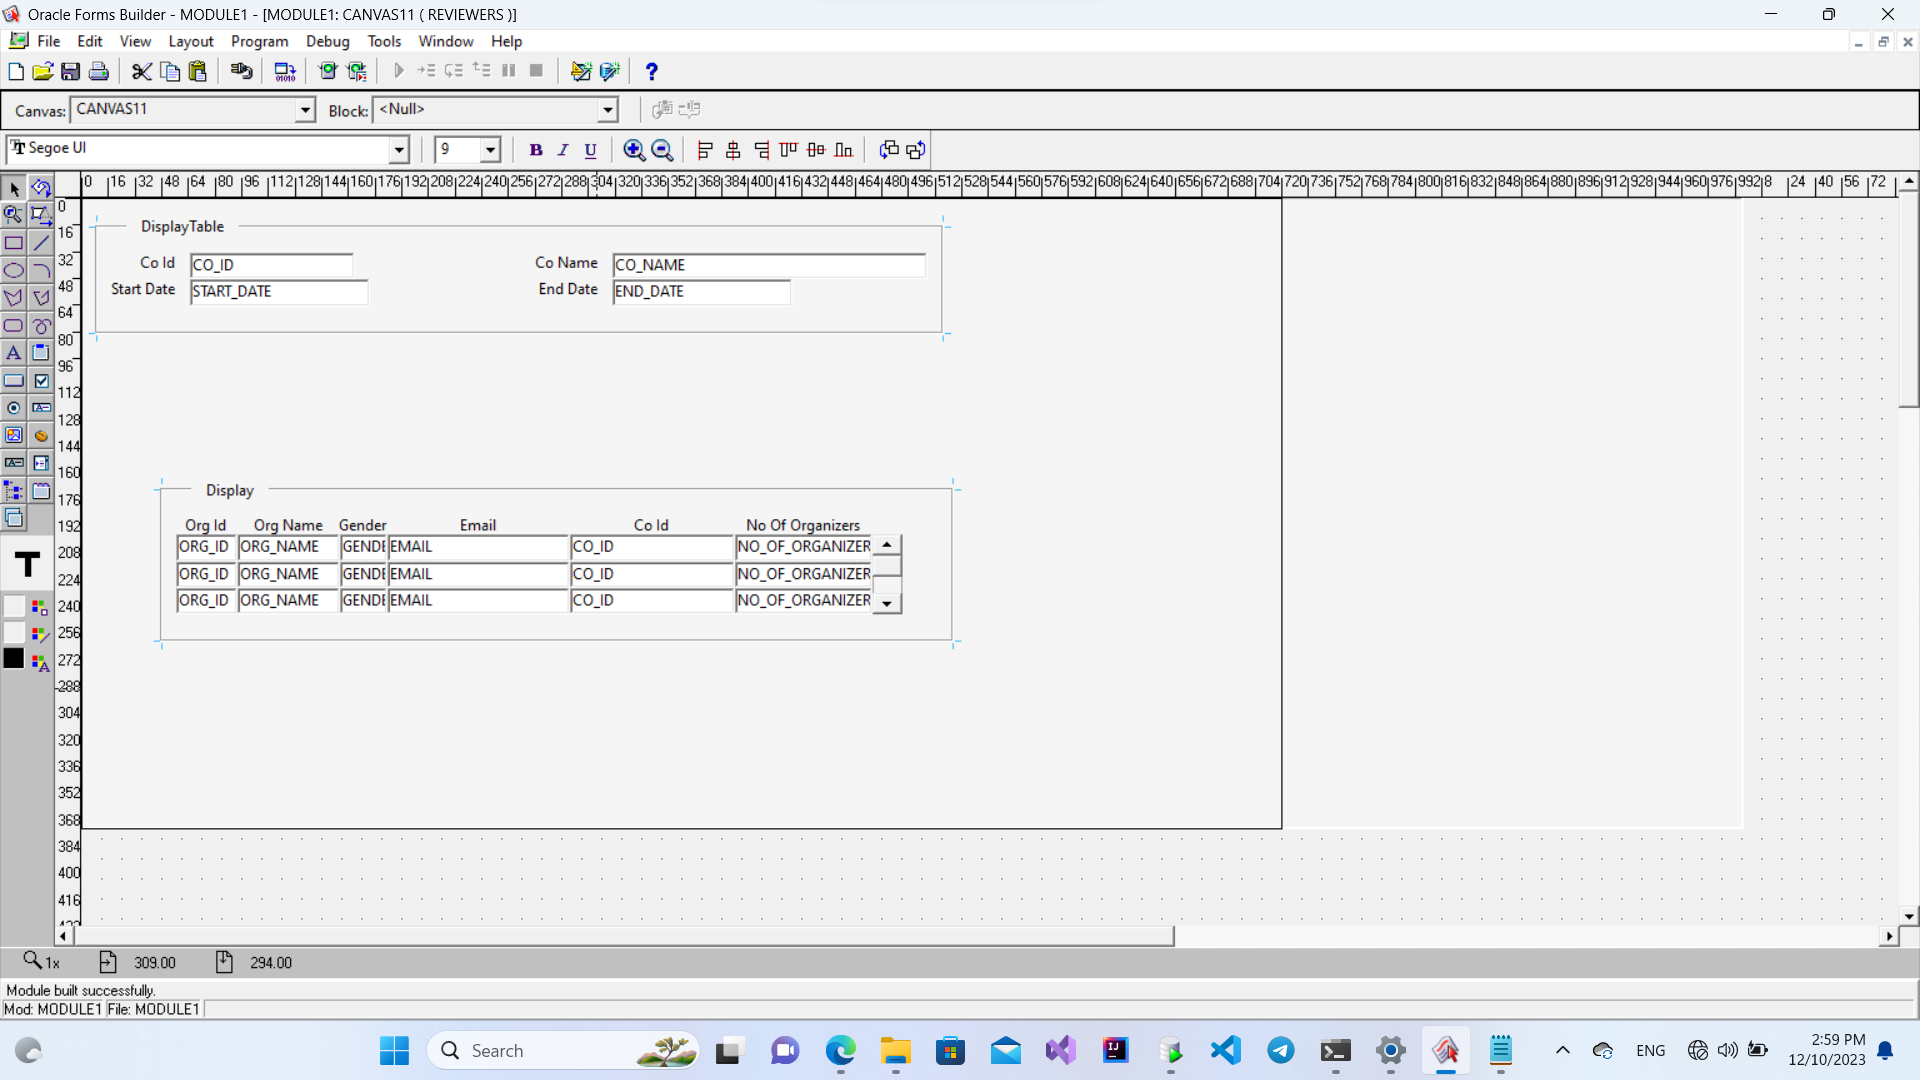 Oracle Forms Builder - MODULE1 - [MODULE1: CANVAS11 ( REVIEWERS )]
File Edit View Layout Program Debug Tools Window Help
Canvas: CANVAS11 Block: <Null>
Segoe UI 9 B I U
0 16 32 48 64 80 96 112 128 144 160 176 192 208 224 240 256 272 288 304 320 336 352 368 384 400 416 432 448 464 480 496 512 528 544 560 576 592 608 624 640 656 672 688 704 720 736 752 768 784 800 816 832 848 864 880 896 912 928 944 960 976 992 8 24 40 56 72
0
16
32
48
64
80
96
112
128
144
160
176
192
208
224
240
256
272
288
304
320
336
352
368
384
400
416
DisplayTable
Co Id CO_ID Co Name CO_NAME
Start Date START_DATE End Date END_DATE
Display
Org Id Org Name Gender Email Co Id No Of Organizers
ORG_ID ORG_NAME GENDE EMAIL CO_ID NO_OF_ORGANIZER
ORG_ID ORG_NAME GENDE EMAIL CO_ID NO_OF_ORGANIZER
ORG_ID ORG_NAME GENDE EMAIL CO_ID NO_OF_ORGANIZER
1x 309.00 294.00
Module built successfully.
Mod: MODULE1 File: MODULE1
Search
ENG
2:59 PM
12/10/2023